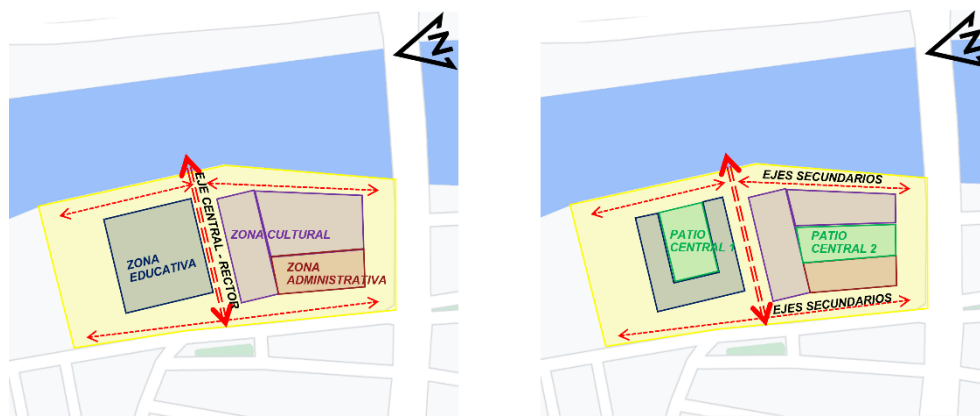 N
EJE CENTRAL - RECTOR
ZONA CULTURAL
ZONA
EDUCATIVA
ZONA
ADMINISTRATIVA
N
EJES SECUNDARIOS
PATIO
CENTRAL 1
PATIO
CENTRAL 2
EJES SECUNDARIOS